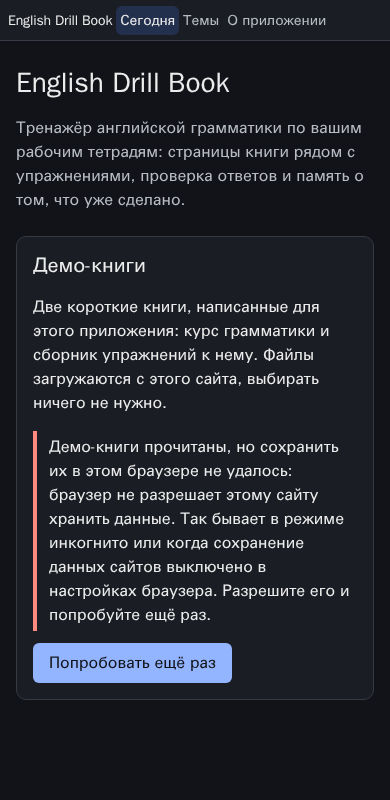 English Drill Book Сегодня Темы О приложении
English Drill Book
Тренажёр английской грамматики по вашим
рабочим тетрадям: страницы книги рядом с
упражнениями, проверка ответов и память о
том, что уже сделано.
Демо-книги
Две короткие книги, написанные для
этого приложения: курс грамматики и
сборник упражнений к нему. Файлы
загружаются с этого сайта, выбирать
ничего не нужно.
Демо-книги прочитаны, но сохранить
их в этом браузере не удалось:
браузер не разрешает этому сайту
хранить данные. Так бывает в режиме
инкогнито или когда сохранение
данных сайтов выключено в
настройках браузера. Разрешите его и
попробуйте ещё раз.
Попробовать ещё раз